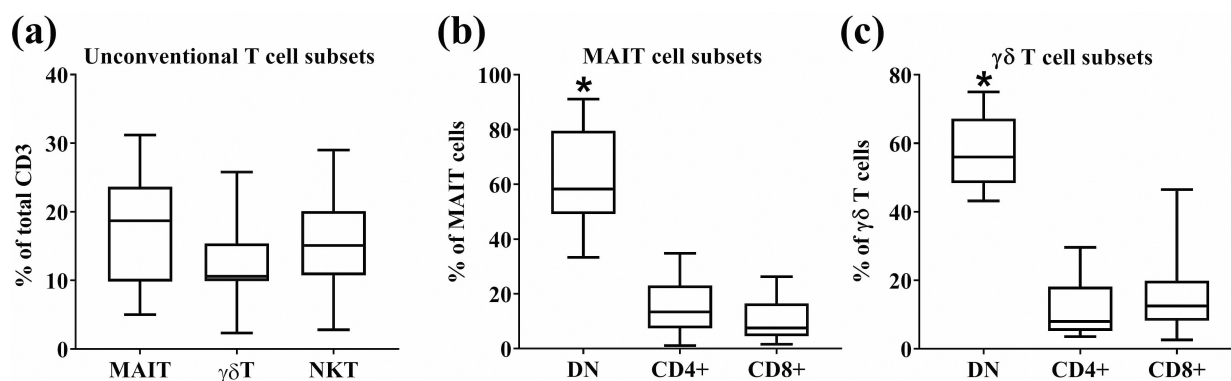 (a)
Unconventional T cell subsets
% of total CD3
40
30
20
10
0
MAIT γδT NKT
(b)
MAIT cell subsets
% of MAIT cells
100
80
60
40
20
0
*
DN CD4+ CD8+
(c)
γδ T cell subsets
% of γδ T cells
80
60
40
20
0
*
DN CD4+ CD8+